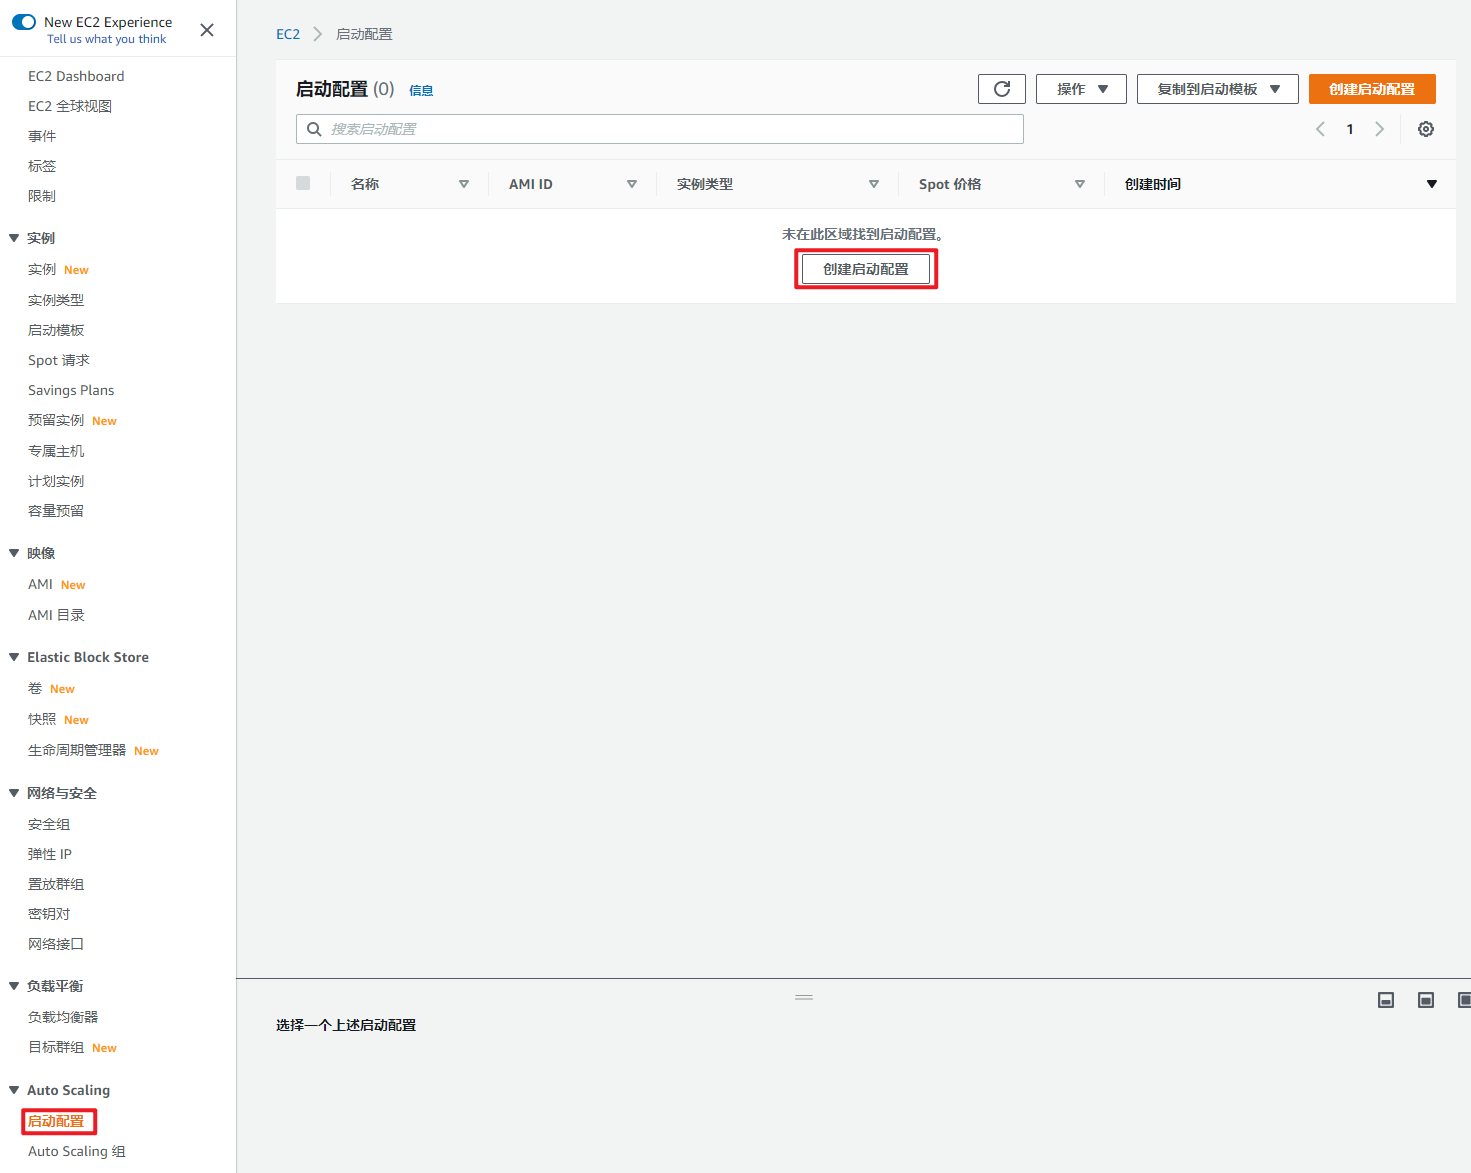 New EC2 Experience
Tell us what you think
EC2 Dashboard
EC2 全球视图
事件
标签
限制
实例
实例 New
实例类型
启动模板
Spot 请求
Savings Plans
预留实例 New
专属主机
计划实例
容量预留
映像
AMI New
AMI 目录
Elastic Block Store
卷 New
快照 New
生命周期管理器 New
网络与安全
安全组
弹性 IP
置放群组
密钥对
网络接口
负载平衡
负载均衡器
目标群组 New
Auto Scaling
启动配置
Auto Scaling 组
EC2 启动配置
启动配置 (0) 信息
操作 复制到启动模板 创建启动配置
搜索启动配置
1
名称 AMI ID 实例类型 Spot 价格 创建时间
未在此区域找到启动配置。
创建启动配置
选择一个上述启动配置